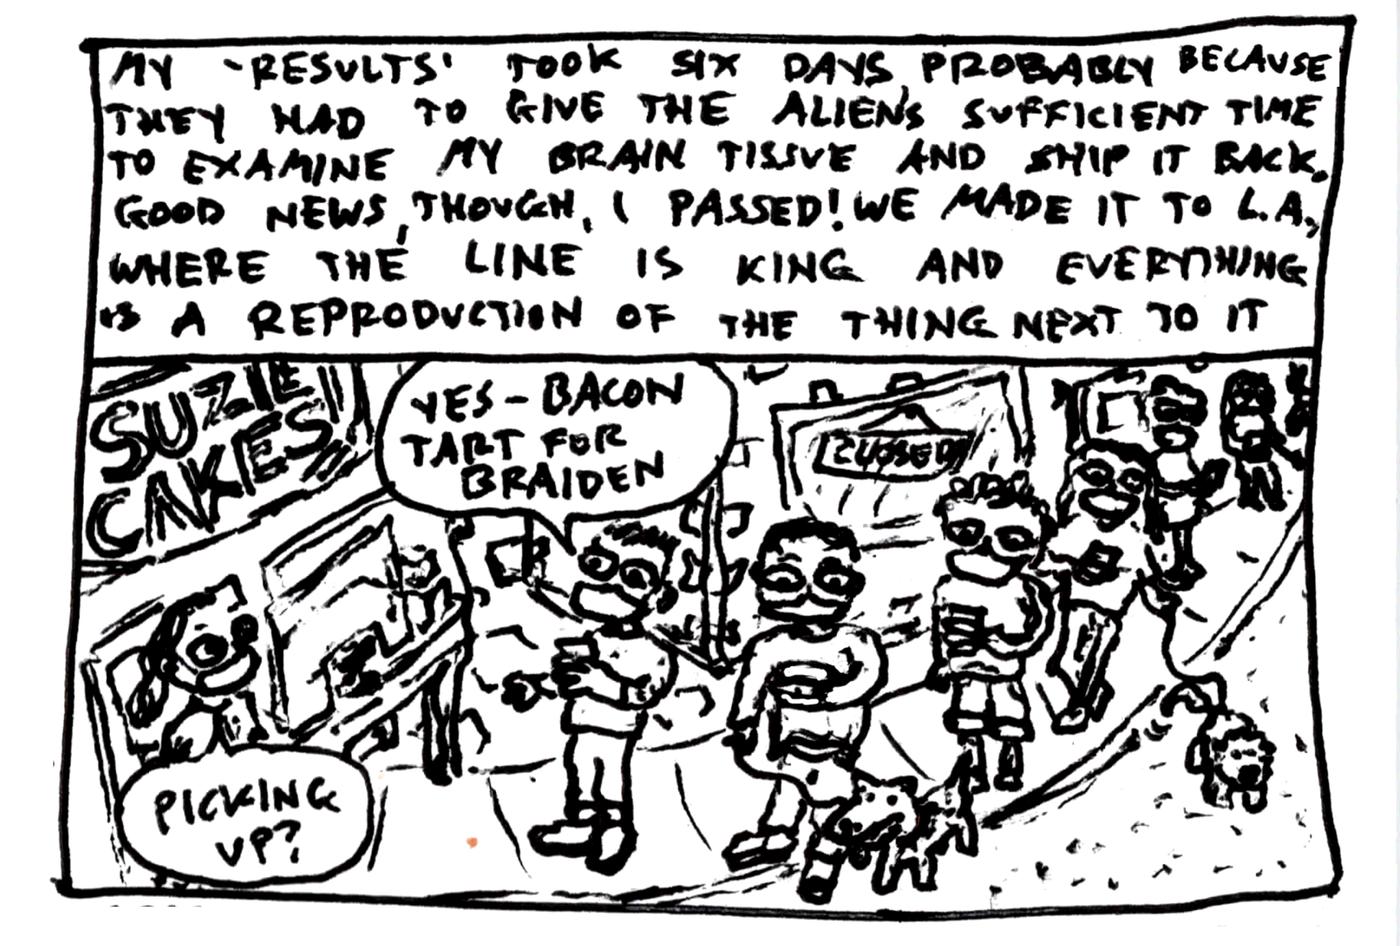 MY 'RESULTS' TOOK SIX DAYS, PROBABLY BECAUSE
THEY HAD TO GIVE THE ALIENS SUFFICIENT TIME
TO EXAMINE MY BRAIN TISSUE AND SHIP IT BACK.
GOOD NEWS, THOUGH, I PASSED! WE MADE IT TO L.A.,
WHERE THE LINE IS KING AND EVERYTHING
IS A REPRODUCTION OF THE THING NEXT TO IT
SUZIE
CAKES
YES - BACON
TART FOR
BRAIDEN
CLOSED
PICKING
UP?